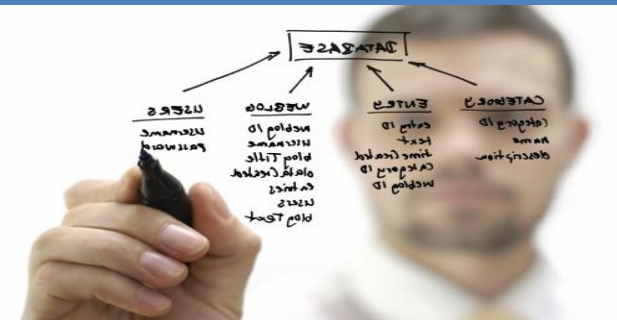 DATABASE
USERS
username
password
WEBLOG
weblog ID
username
blog Title
data Created
entries
users
blog Text
ENTRY
entry ID
text
time Created
category ID
weblog ID
CATEGORY
category ID
name
description